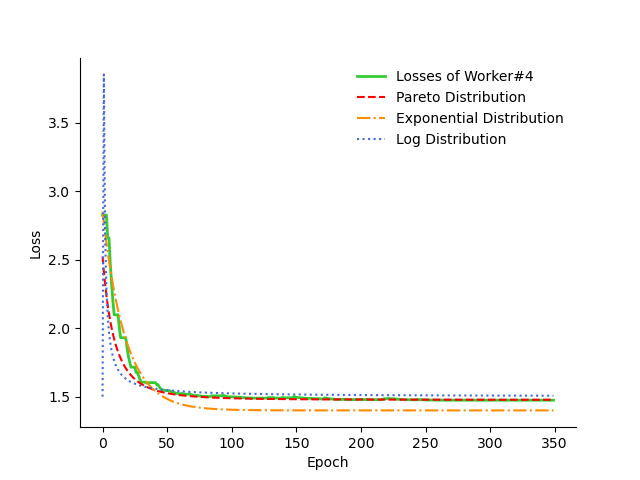 Losses of Worker#4
Pareto Distribution
Exponential Distribution
Log Distribution
3.5
3.0
2.5
2.0
1.5
Loss
0 50 100 150 200 250 300 350
Epoch